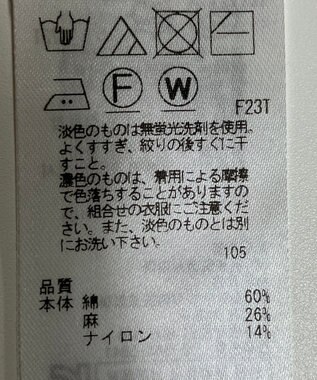 F W
F23T
淡色のものは無蛍光洗剤を使用。
よくすすぎ、絞りの後すぐに干
すこと。
濃色のものは、着用による摩擦
で色落ちすることがありますの
で、組合せの衣服にご注意くだ
さい。また、淡色のものとは別
にお洗い下さい。
105
品質
本体 綿 60%
麻 26%
ナイロン 14%